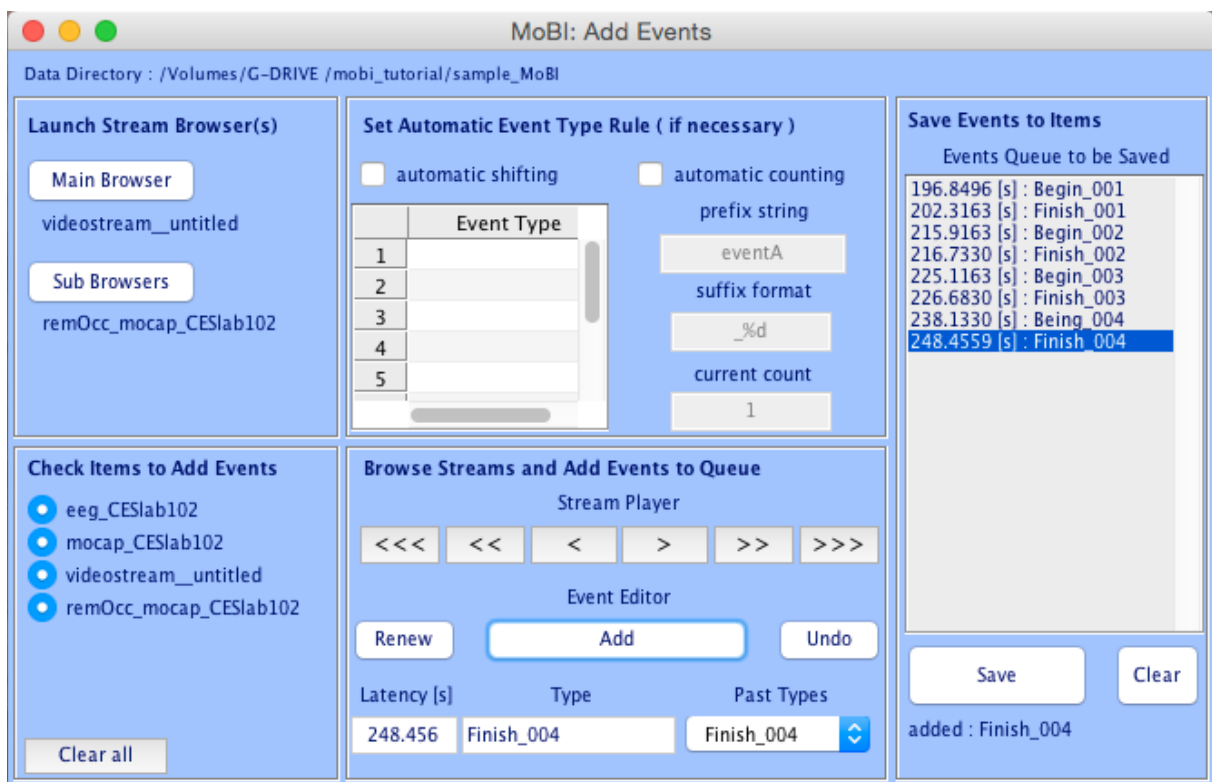 MoBI: Add Events
Data Directory : /Volumes/G-DRIVE /mobi_tutorial/sample_MoBI
Launch Stream Browser(s)
Main Browser
videostream__untitled
Sub Browsers
remOcc_mocap_CESlab102
Set Automatic Event Type Rule ( if necessary )
automatic shifting
automatic counting
Event Type
1
2
3
4
5
prefix string
eventA
suffix format
_%d
current count
1
Save Events to Items
Events Queue to be Saved
196.8496 [s] : Begin_001
202.3163 [s] : Finish_001
215.9163 [s] : Begin_002
216.7330 [s] : Finish_002
225.1163 [s] : Begin_003
226.6830 [s] : Finish_003
238.1330 [s] : Being_004
248.4559 [s] : Finish_004
Save
Clear
added : Finish_004
Check Items to Add Events
eeg_CESlab102
mocap_CESlab102
videostream__untitled
remOcc_mocap_CESlab102
Clear all
Browse Streams and Add Events to Queue
Stream Player
<<< << < > >> >>>
Event Editor
Renew Add Undo
Latency [s] Type Past Types
248.456 Finish_004 Finish_004